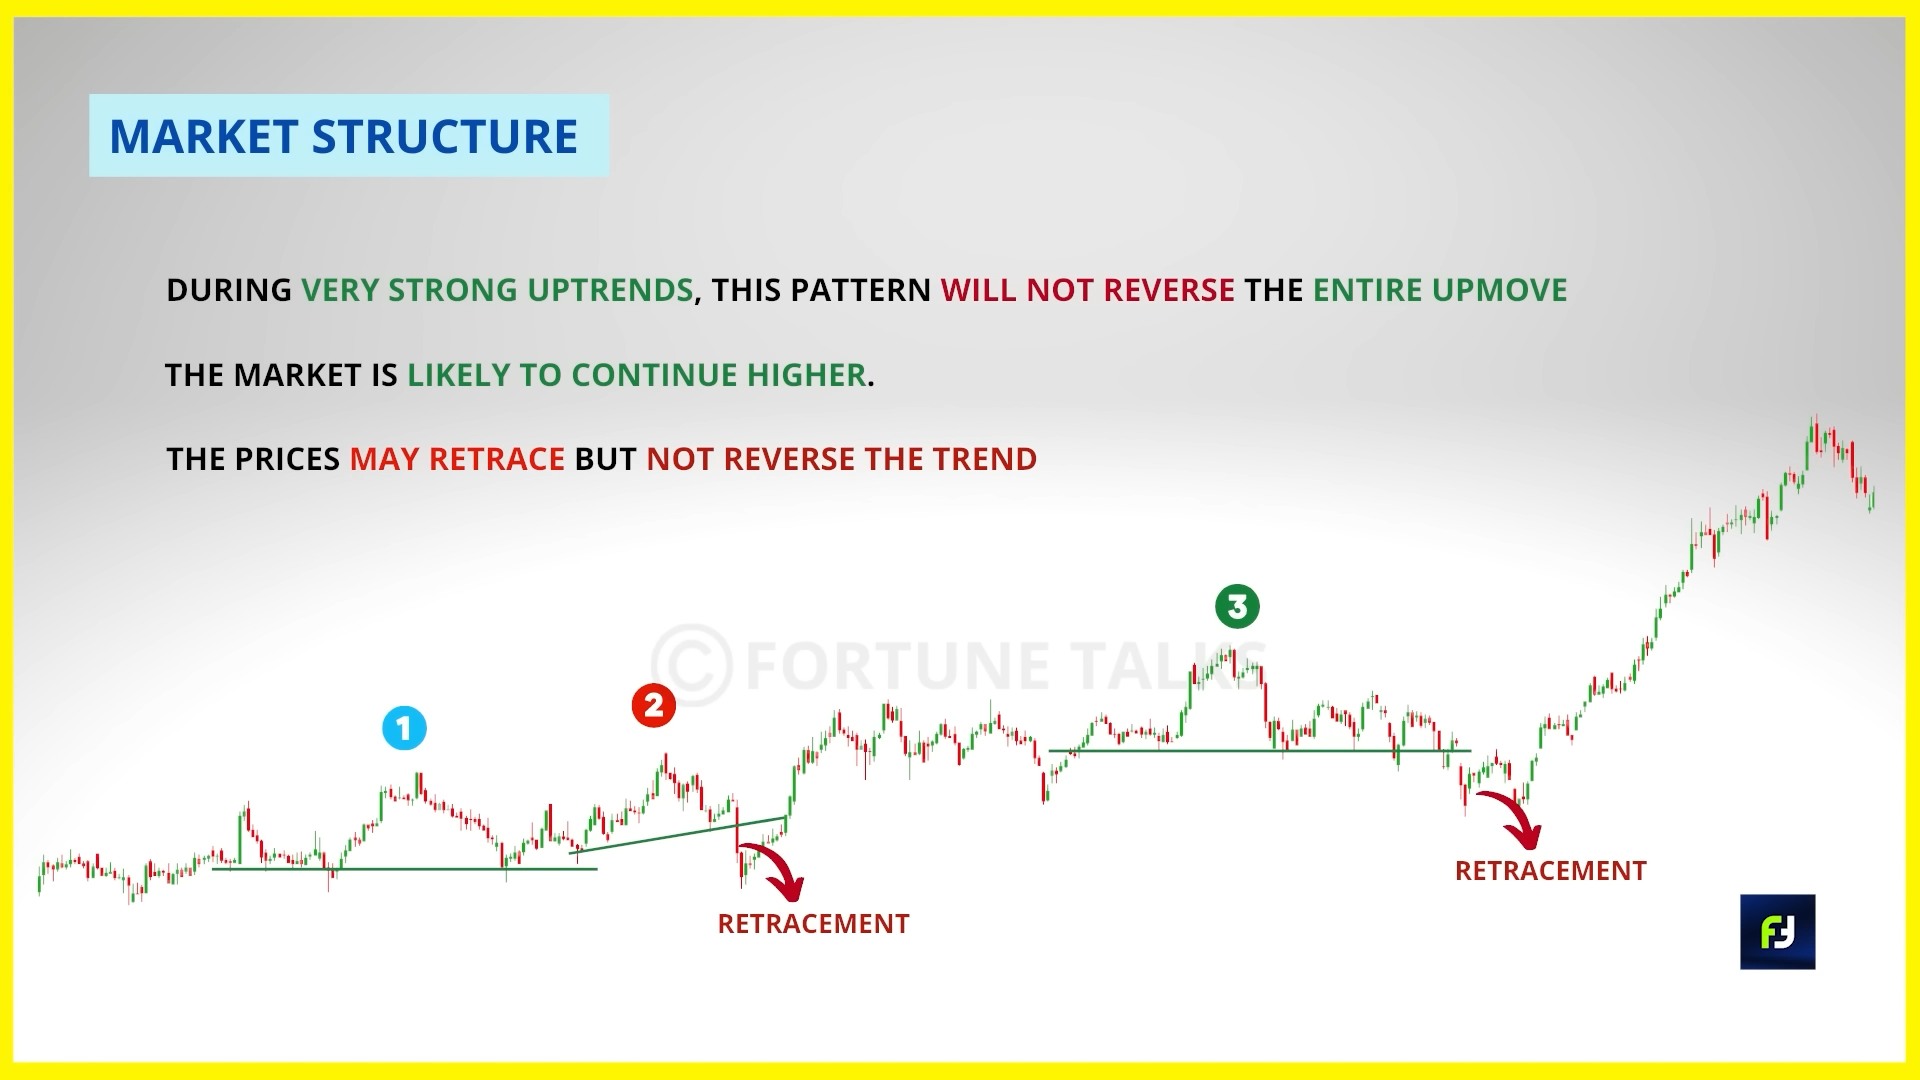 MARKET STRUCTURE
DURING VERY STRONG UPTRENDS, THIS PATTERN WILL NOT REVERSE THE ENTIRE UPMOVE
THE MARKET IS LIKELY TO CONTINUE HIGHER.
THE PRICES MAY RETRACE BUT NOT REVERSE THE TREND
3
© FORTUNE TALKS
2
1
RETRACEMENT
RETRACEMENT